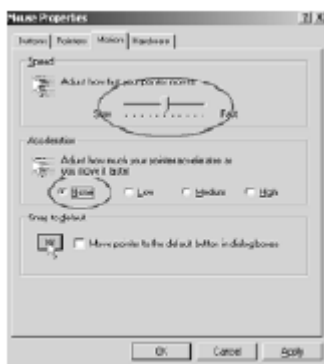 Mouse Properties
Buttons Pointers Motion Hardware
Speed
Adjust how fast your pointer moves
Slow Fast
Acceleration
Adjust how much your pointer accelerates as
you move it faster
None Low Medium High
Snap to default
Move pointer to the default button in dialog boxes
OK Cancel Apply